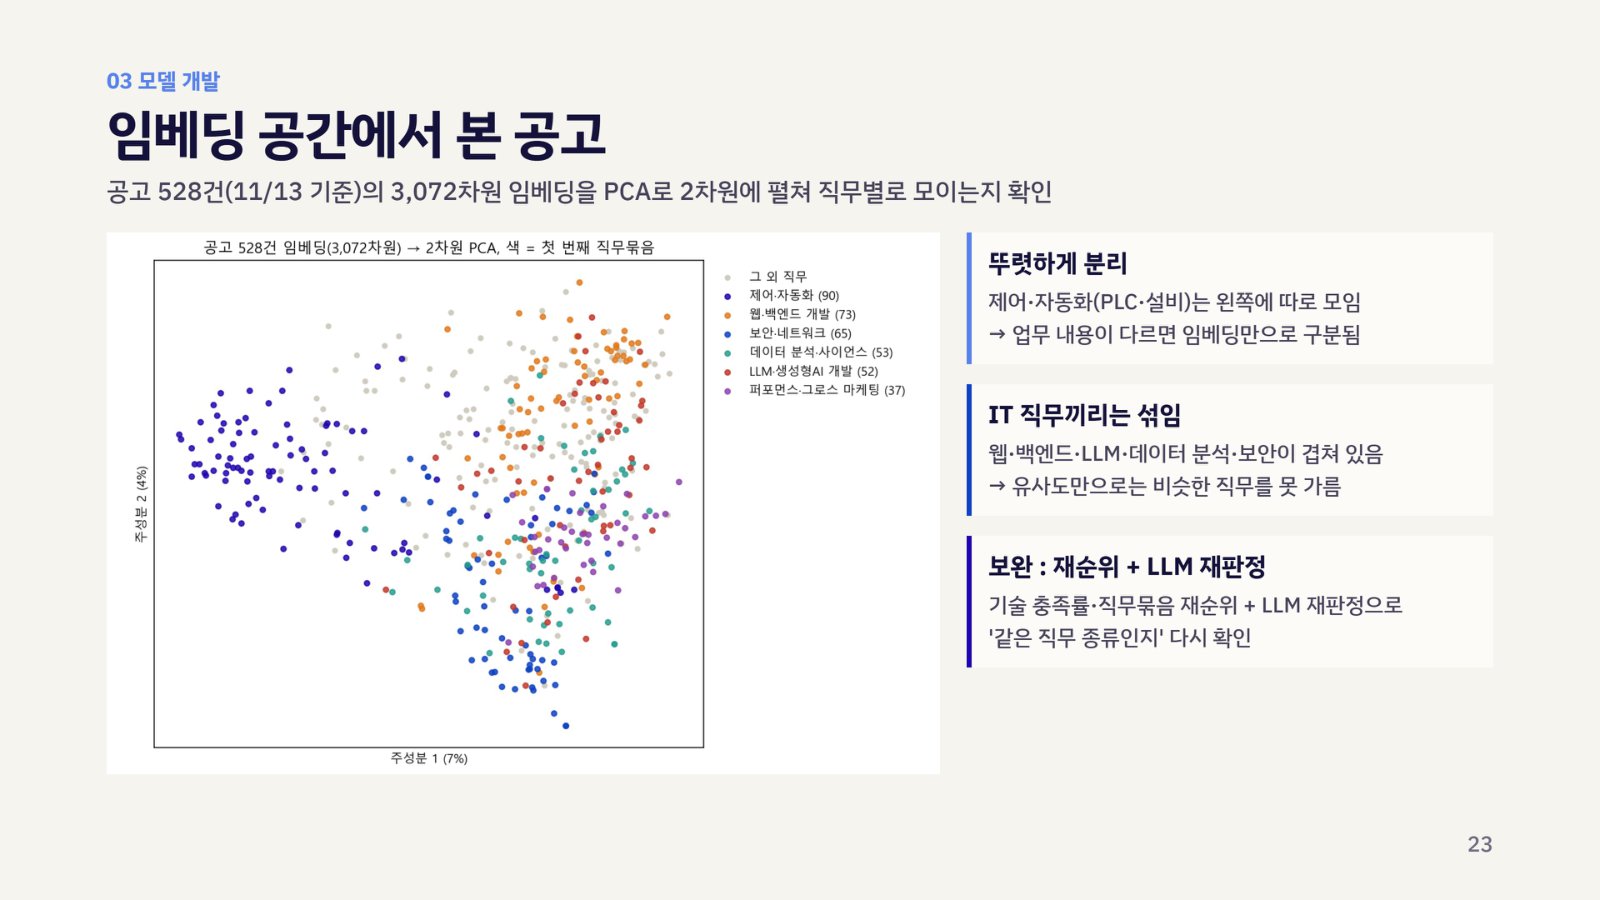 03 모델 개발
임베딩 공간에서 본 공고
공고 528건(11/13 기준)의 3,072차원 임베딩을 PCA로 2차원에 펼쳐 직무별로 모이는지 확인
공고 528건 임베딩(3,072차원) → 2차원 PCA, 색 = 첫 번째 직무묶음
그 외 직무
제어·자동화 (90)
웹·백엔드 개발 (73)
보안·네트워크 (65)
데이터 분석·사이언스 (53)
LLM·생성형AI 개발 (52)
퍼포먼스·그로스 마케팅 (37)
주성분 2 (4%)
주성분 1 (7%)
뚜렷하게 분리
제어·자동화(PLC·설비)는 왼쪽에 따로 모임
→ 업무 내용이 다르면 임베딩만으로 구분됨
IT 직무끼리는 섞임
웹·백엔드·LLM·데이터 분석·보안이 겹쳐 있음
→ 유사도만으로는 비슷한 직무를 못 가름
보완 : 재순위 + LLM 재판정
기술 충족률·직무묶음 재순위 + LLM 재판정으로
'같은 직무 종류인지' 다시 확인
23